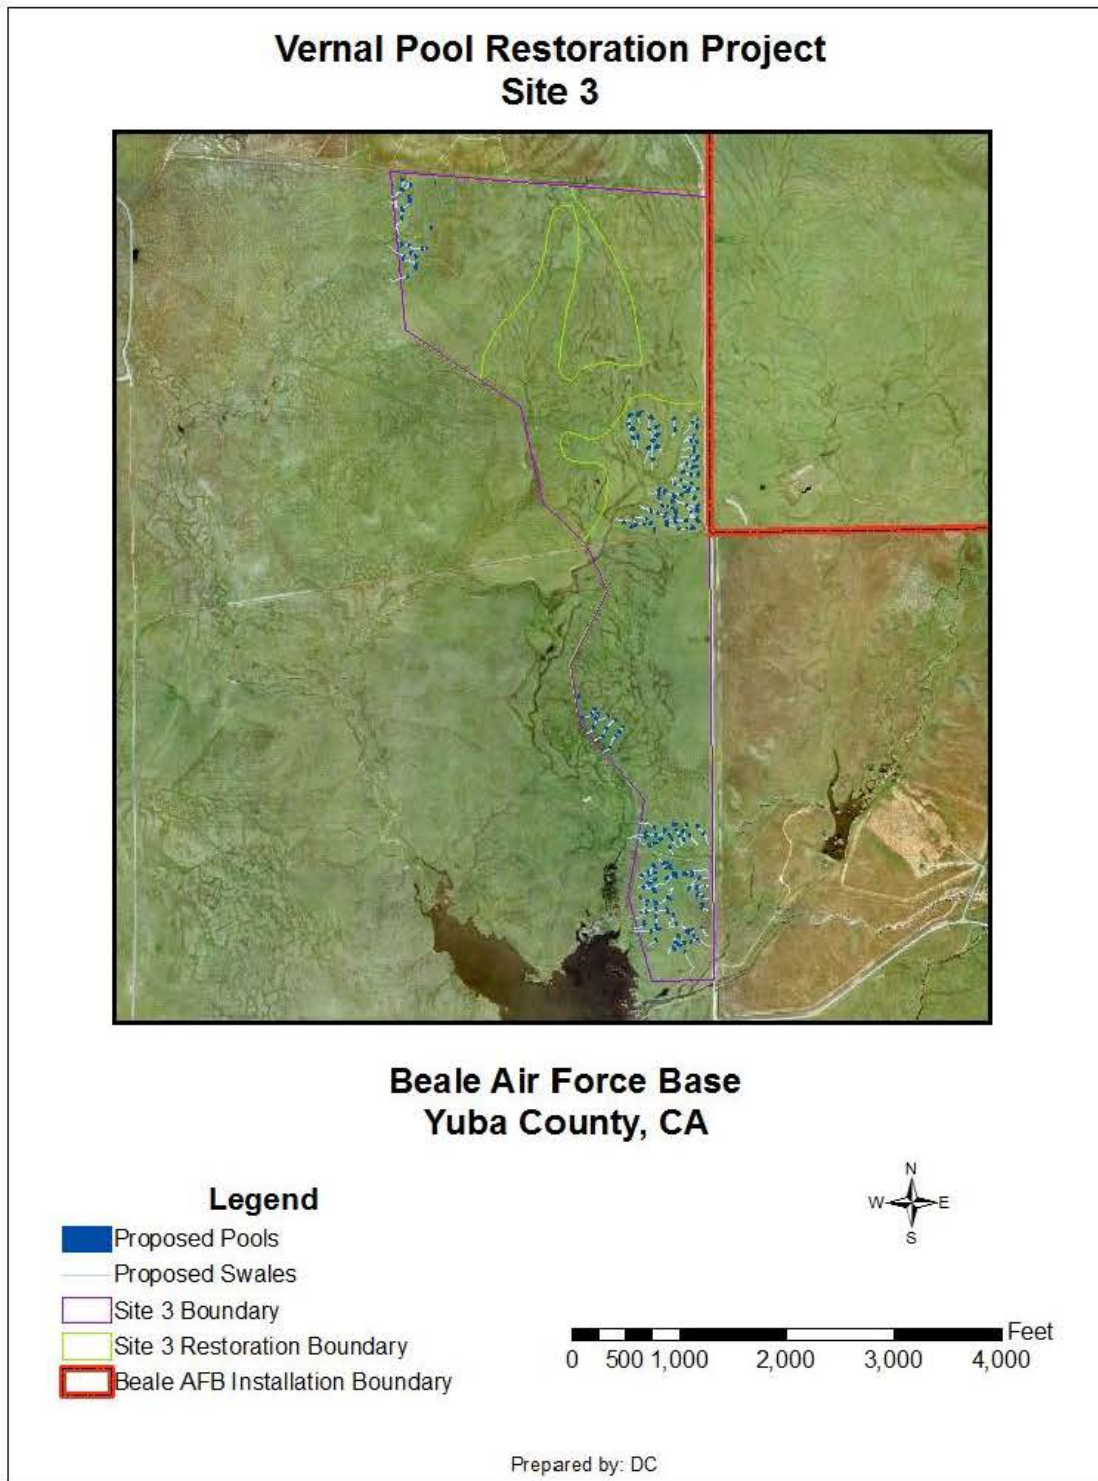 Vernal Pool Restoration Project
Site 3
Beale Air Force Base
Yuba County, CA
Legend
Proposed Pools
Proposed Swales
Site 3 Boundary
Site 3 Restoration Boundary
Beale AFB Installation Boundary
N
W E
S
Feet
0 500 1,000 2,000 3,000 4,000
Prepared by: DC